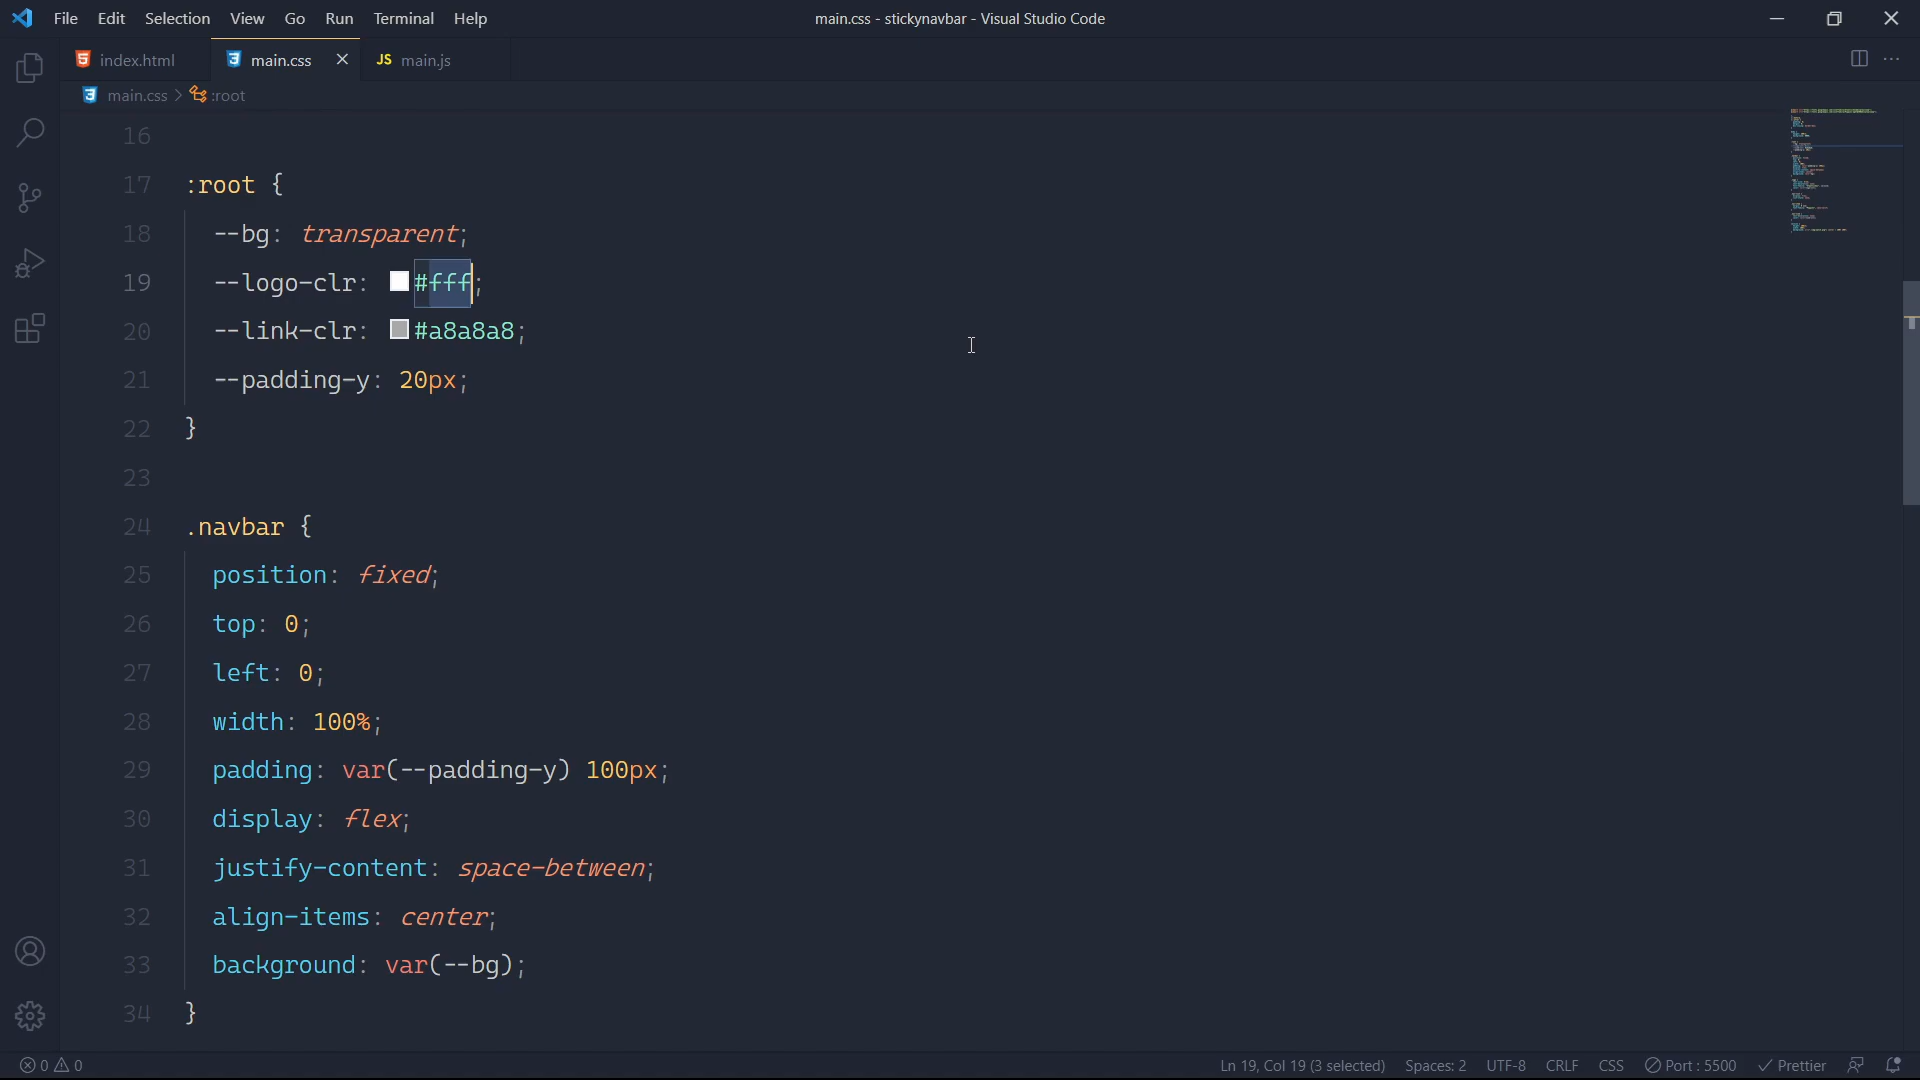 File Edit Selection View Go Run Terminal Help
main.css - stickynavbar - Visual Studio Code
index.html
main.css
JS main.js
main.css > :root
16
17 :root {
18 --bg: transparent;
19 --logo-clr: #fff;
20 --link-clr: #a8a8a8;
21 --padding-y: 20px;
22 }
23
24 .navbar {
25 position: fixed;
26 top: 0;
27 left: 0;
28 width: 100%;
29 padding: var(--padding-y) 100px;
30 display: flex;
31 justify-content: space-between;
32 align-items: center;
33 background: var(--bg);
34 }
0 0 Ln 19, Col 19 (3 selected) Spaces: 2 UTF-8 CRLF CSS Port : 5500 Prettier